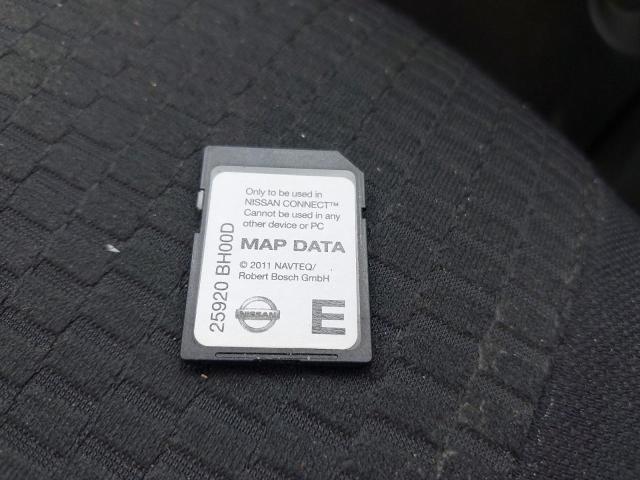 Only to be used in
NISSAN CONNECT™
Cannot be used in any
other device or PC
MAP DATA
© 2011 NAVTEQ/
Robert Bosch GmbH
25920 BH00D
NISSAN
E